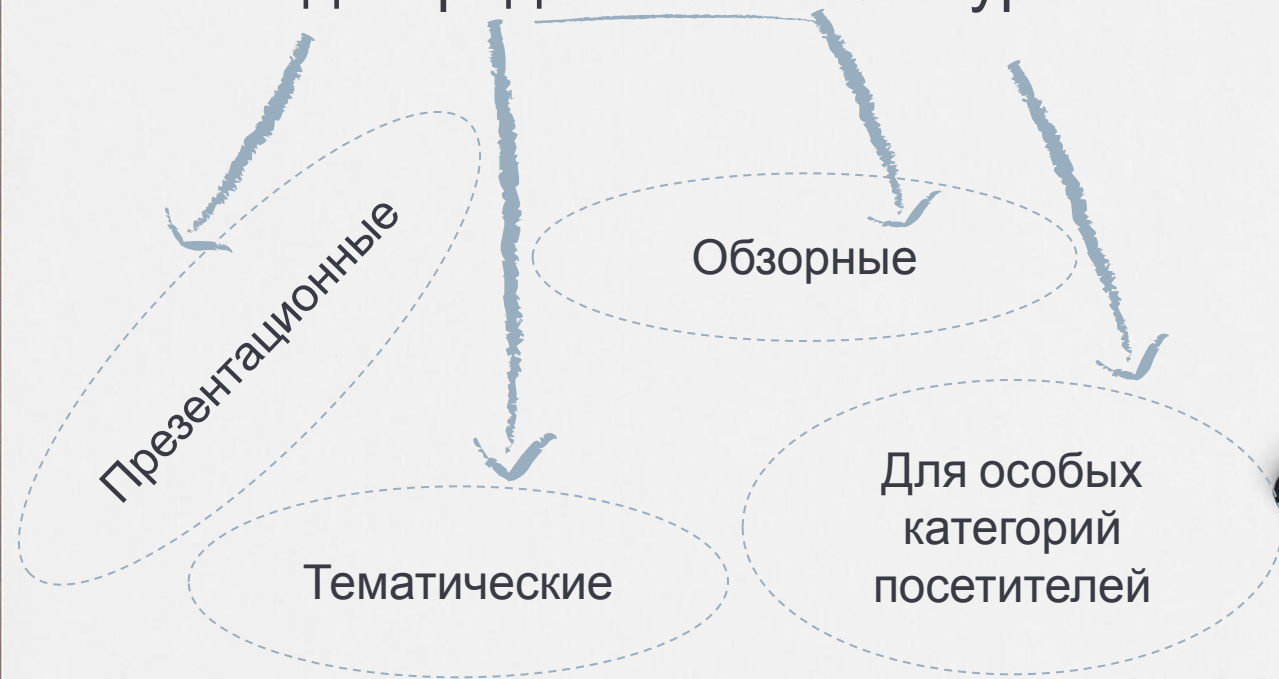 Презентационные
Обзорные
Тематические
Для особых
категорий
посетителей